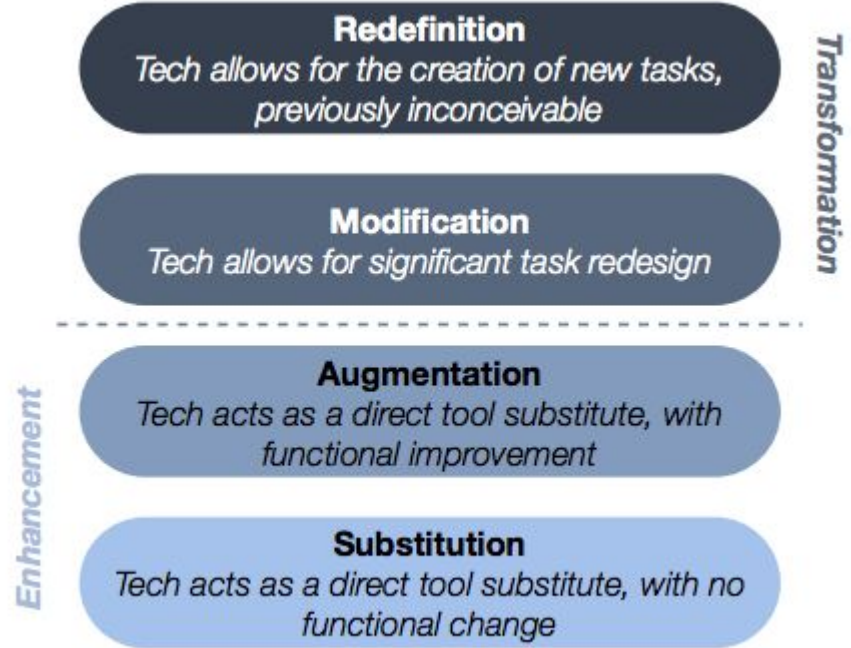 Redefinition
Tech allows for the creation of new tasks,
previously inconceivable
Transformation
Modification
Tech allows for significant task redesign
Augmentation
Tech acts as a direct tool substitute, with
functional improvement
Enhancement
Substitution
Tech acts as a direct tool substitute, with no
functional change